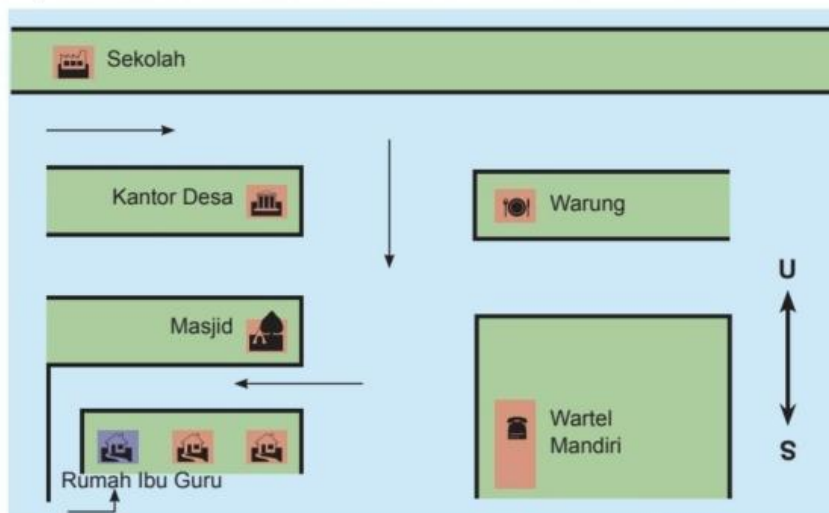 Sekolah
Kantor Desa
Warung
U
Masjid
Wartel
Mandiri
S
Rumah Ibu Guru